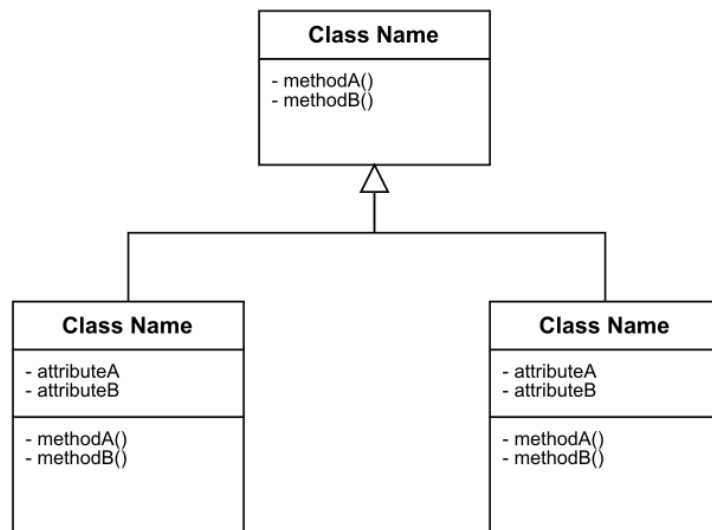 Class Name
- methodA()
- methodB()
Class Name
- attributeA
- attributeB
- methodA()
- methodB()
Class Name
- attributeA
- attributeB
- methodA()
- methodB()